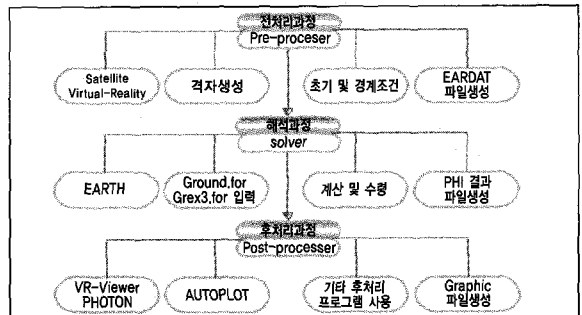 전처리과정
Pre-proceser
Satellite
Virtual-Reality
격자생성
초기 및 경계조건
EARDAT
파일생성
해석과정
solver
EARTH
Ground.for
Grex3.for 입력
계산 및 수령
PHI 결과
파일생성
후처리과정
Post-processer
VR-Viewer
PHOTON
AUTOPLOT
기타 후처리
프로그램 사용
Graphic
파일생성